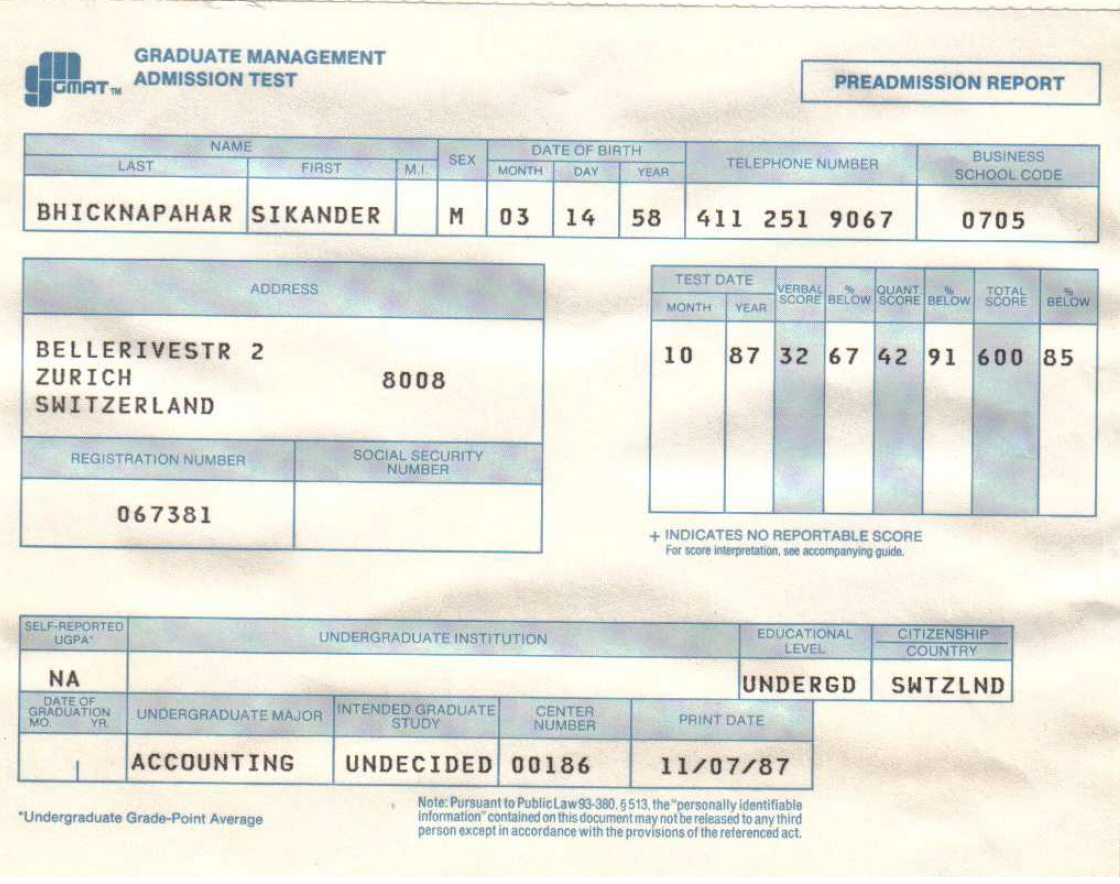 GMAT TM
GRADUATE MANAGEMENT
ADMISSION TEST
PREADMISSION REPORT
NAME
LAST FIRST M.I.
SEX
DATE OF BIRTH
MONTH DAY YEAR
TELEPHONE NUMBER
BUSINESS
SCHOOL CODE
BHICKNAPAHAR SIKANDER M 03 14 58 411 251 9067 0705
ADDRESS
BELLERIVESTR 2
ZURICH 8008
SWITZERLAND
REGISTRATION NUMBER
SOCIAL SECURITY
NUMBER
067381
TEST DATE
MONTH YEAR
VERBAL
SCORE
%
BELOW
QUANT.
SCORE
%
BELOW
TOTAL
SCORE
%
BELOW
10 87 32 67 42 91 600 85
+ INDICATES NO REPORTABLE SCORE
For score interpretation, see accompanying guide.
SELF-REPORTED
UGPA*
UNDERGRADUATE INSTITUTION
EDUCATIONAL
LEVEL
CITIZENSHIP
COUNTRY
NA UNDERGD SWTZLND
DATE OF
GRADUATION
MO. YR.
UNDERGRADUATE MAJOR
INTENDED GRADUATE
STUDY
CENTER
NUMBER
PRINT DATE
ACCOUNTING UNDECIDED 00186 11/07/87
*Undergraduate Grade-Point Average
Note: Pursuant to Public Law 93-380, § 513, the "personally identifiable
information" contained on this document may not be released to any third
person except in accordance with the provisions of the referenced act.